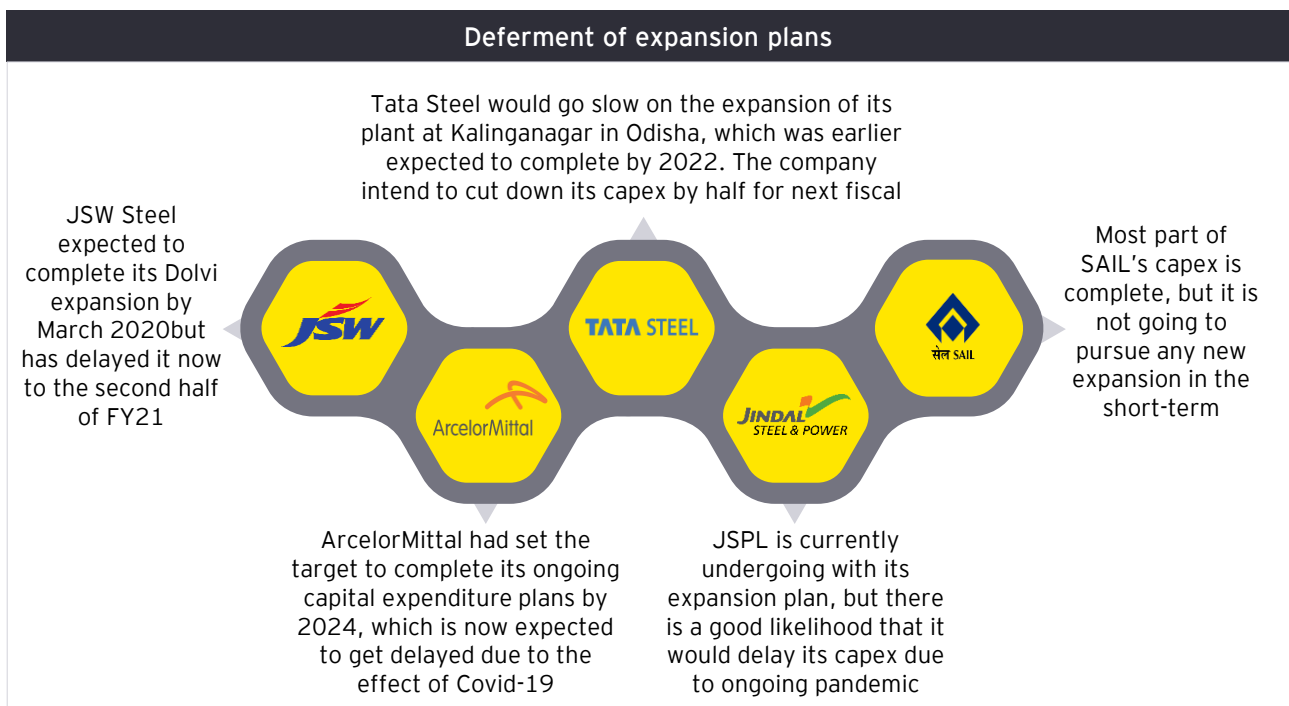 Deferment of expansion plans
Tata Steel would go slow on the expansion of its
plant at Kalinganagar in Odisha, which was earlier
expected to complete by 2022. The company
intend to cut down its capex by half for next fiscal
JSW Steel
expected to
complete its Dolvi
expansion by
March 2020but
has delayed it now
to the second half
of FY21
Most part of
SAIL’s capex is
complete, but it is
not going to
pursue any new
expansion in the
short-term
JSW
ArcelorMittal
TATA STEEL
JINDAL
STEEL & POWER
सेल SAIL
ArcelorMittal had set the
target to complete its ongoing
capital expenditure plans by
2024, which is now expected
to get delayed due to the
effect of Covid-19
JSPL is currently
undergoing with its
expansion plan, but there
is a good likelihood that it
would delay its capex due
to ongoing pandemic